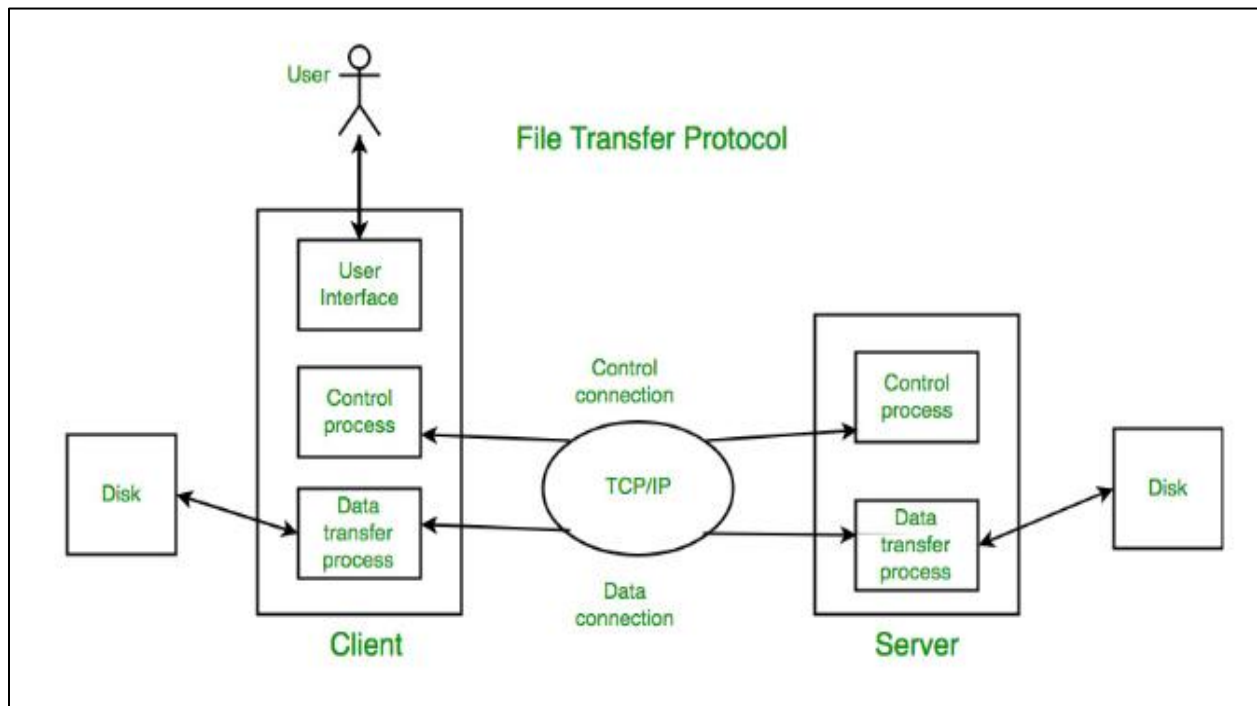 User
File Transfer Protocol
User
Interface
Control
process
Control
connection
Control
process
Disk
Data
transfer
process
TCP/IP
Data
transfer
process
Disk
Data
connection
Client
Server